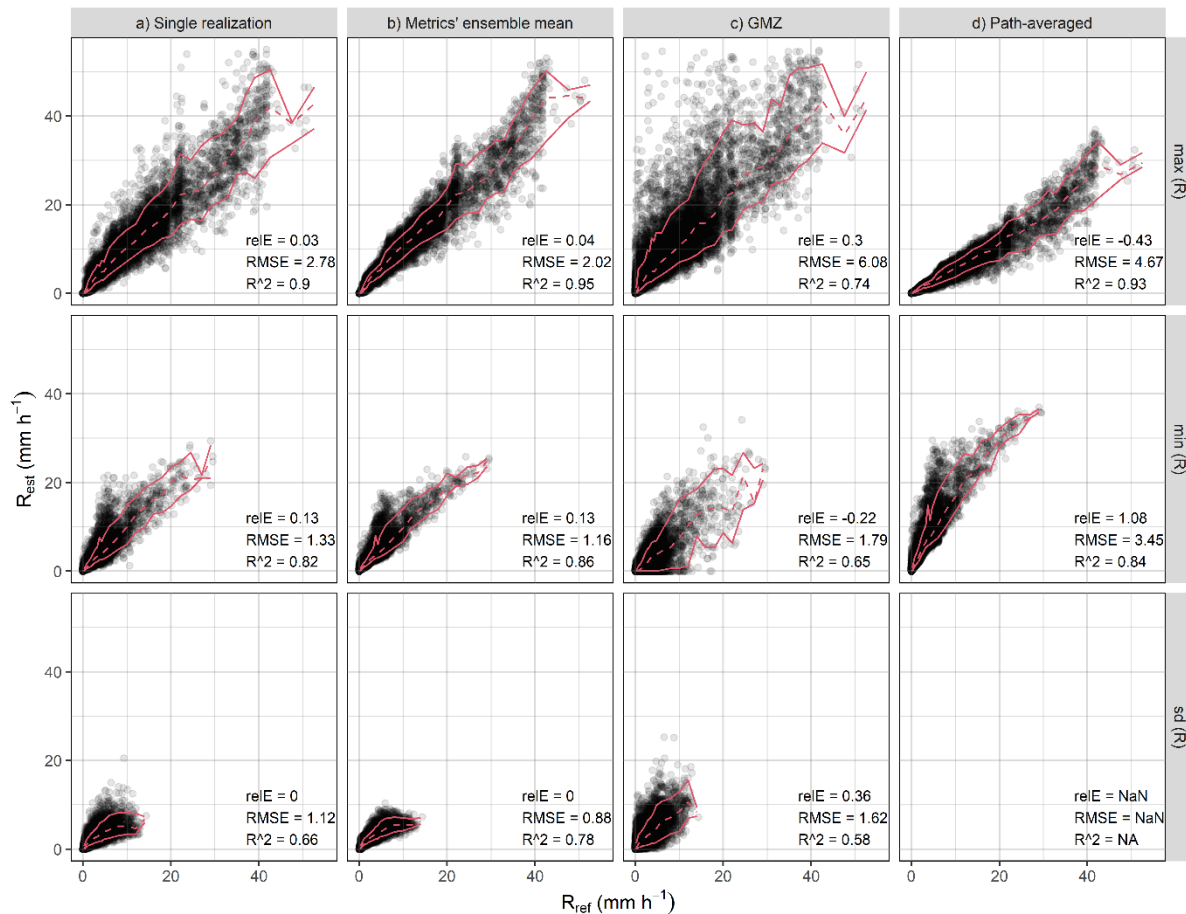 a) Single realization
b) Metrics' ensemble mean
c) GMZ
d) Path-averaged
40
20
0
relE = 0.03
RMSE = 2.78
R^2 = 0.9
relE = 0.04
RMSE = 2.02
R^2 = 0.95
relE = 0.3
RMSE = 6.08
R^2 = 0.74
relE = -0.43
RMSE = 4.67
R^2 = 0.93
max (R)
R_est (mm h⁻¹)
40
20
0
relE = 0.13
RMSE = 1.33
R^2 = 0.82
relE = 0.13
RMSE = 1.16
R^2 = 0.86
relE = -0.22
RMSE = 1.79
R^2 = 0.65
relE = 1.08
RMSE = 3.45
R^2 = 0.84
min (R)
40
20
0
relE = 0
RMSE = 1.12
R^2 = 0.66
relE = 0
RMSE = 0.88
R^2 = 0.78
relE = 0.36
RMSE = 1.62
R^2 = 0.58
relE = NaN
RMSE = NaN
R^2 = NA
sd (R)
0 20 40
0 20 40
0 20 40
0 20 40
R_ref (mm h⁻¹)